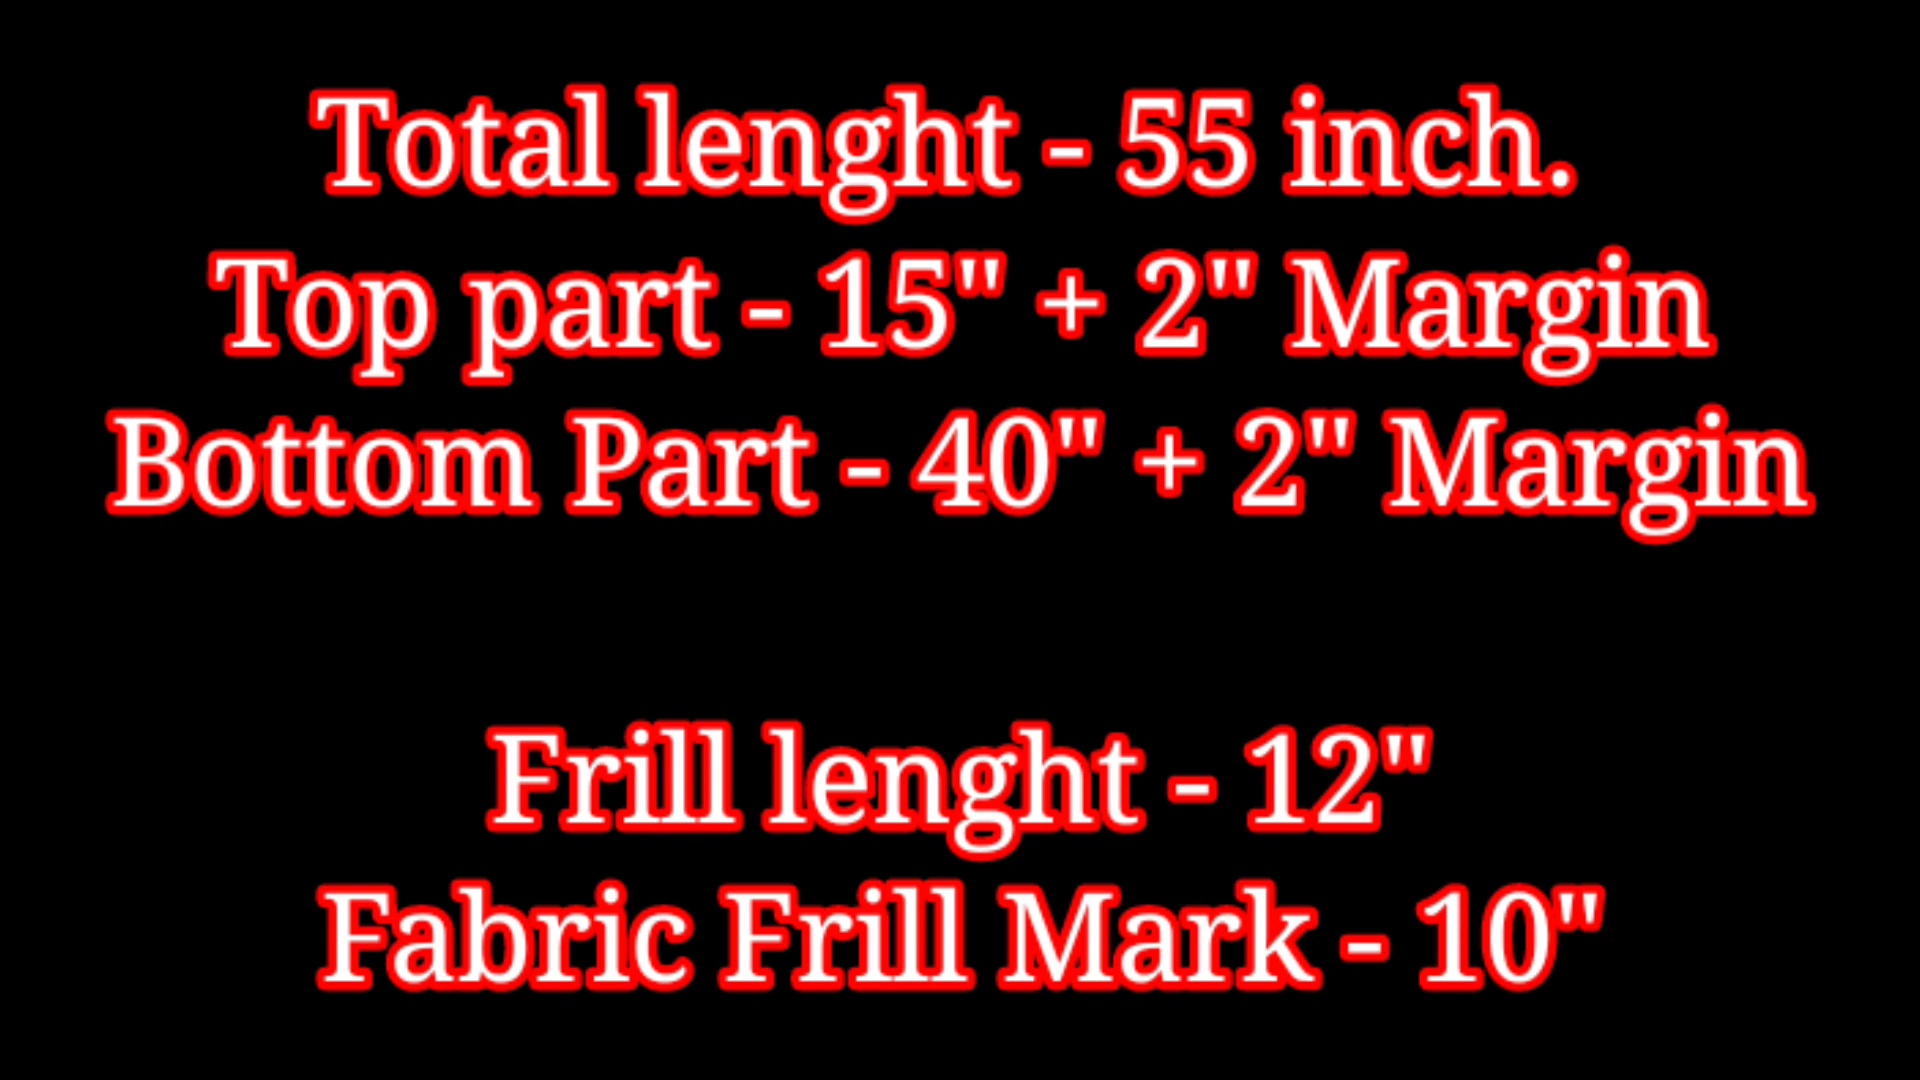 Total lenght - 55 inch.
Top part - 15" + 2" Margin
Bottom Part - 40" + 2" Margin
Frill lenght - 12"
Fabric Frill Mark - 10"